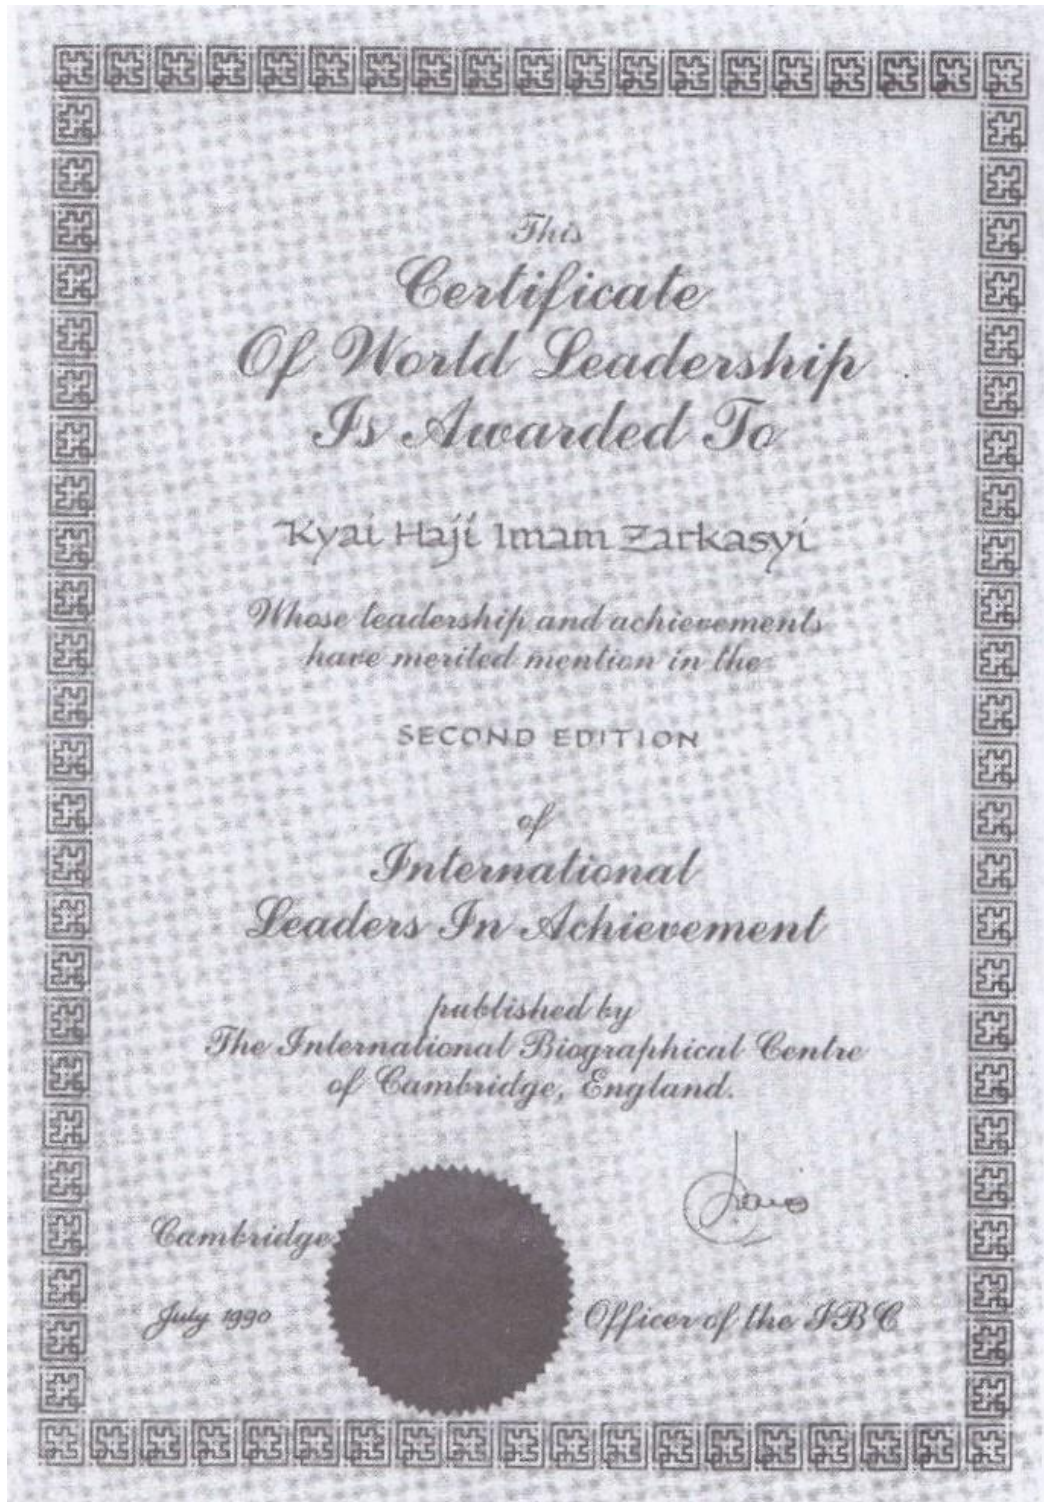 This
Certificate
Of World Leadership
Is Awarded To
Kyai Haji Imam Zarkasyi
Whose leadership and achievements
have merited mention in the
SECOND EDITION
of
International
Leaders In Achievement
published by
The International Biographical Centre
of Cambridge, England.
Cambridge
July 1990
Officer of the IBC